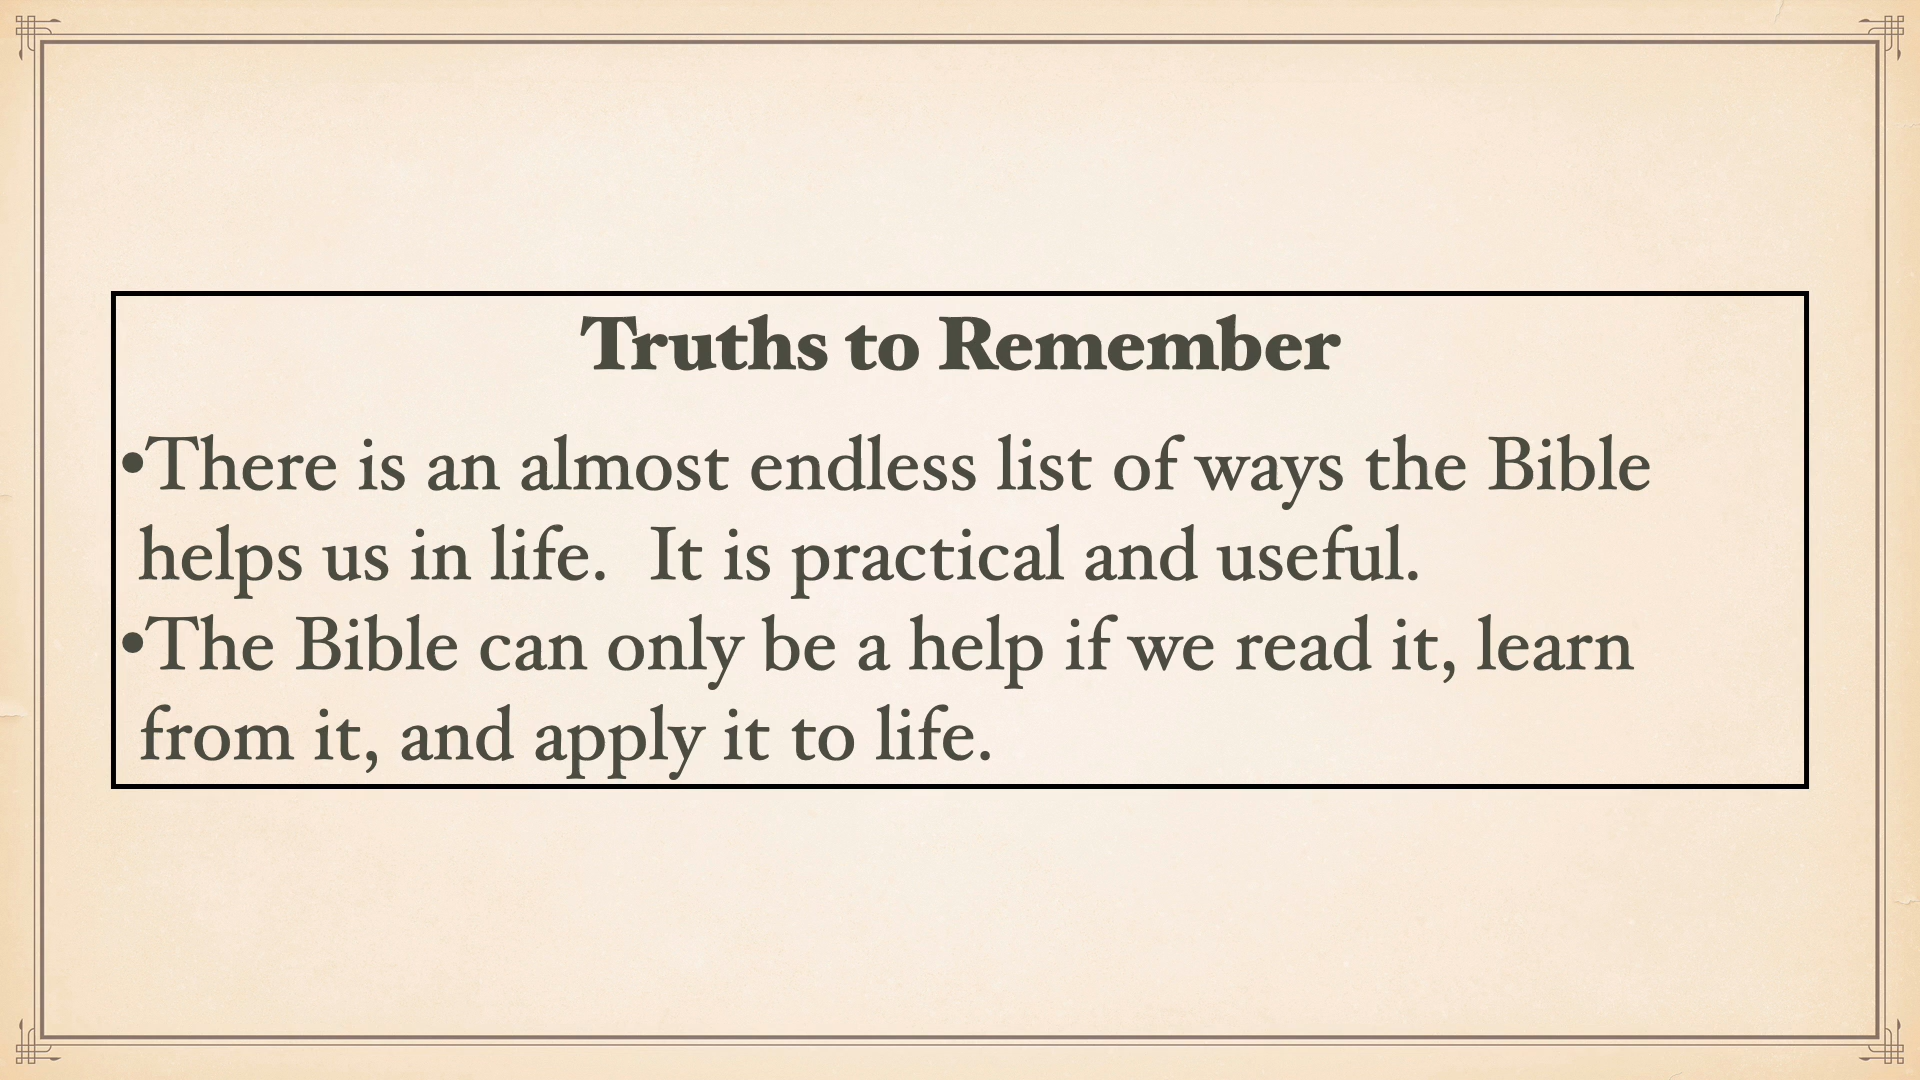 Truths to Remember
•There is an almost endless list of ways the Bible
helps us in life.  It is practical and useful.
•The Bible can only be a help if we read it, learn
from it, and apply it to life.